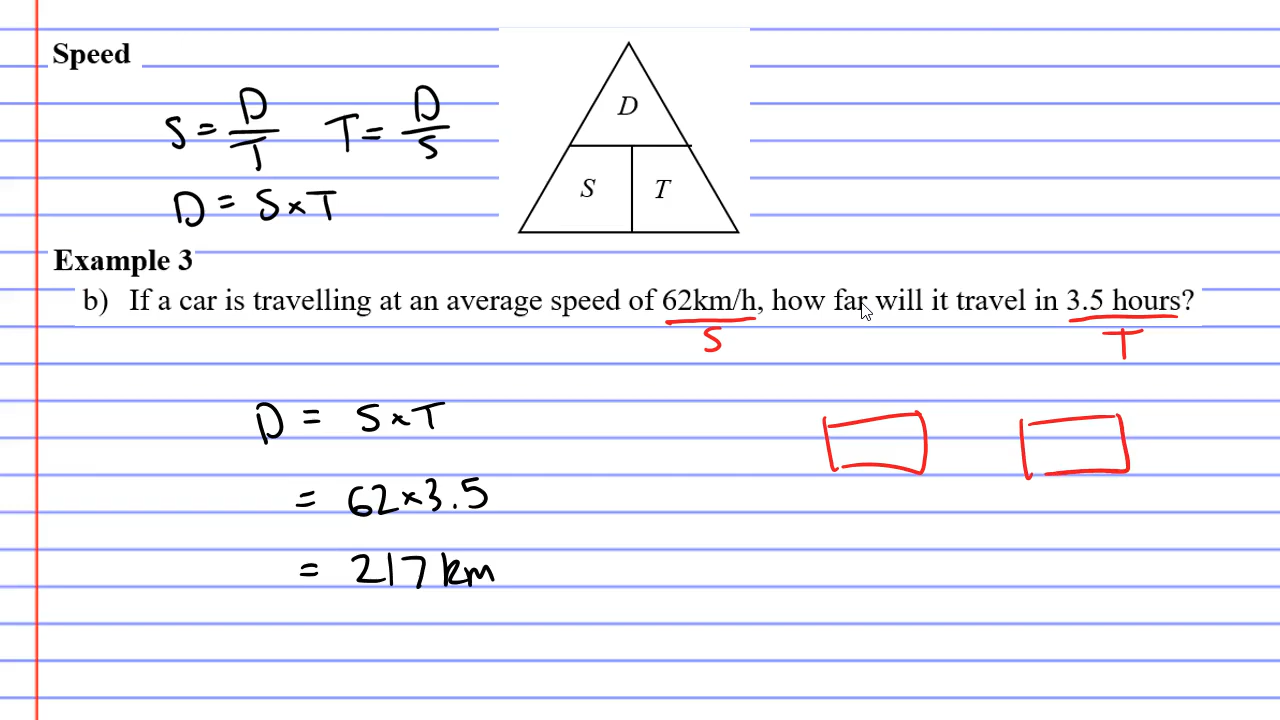 Speed
S = D/T T = D/S
D = S × T
D
S T
Example 3
b) If a car is travelling at an average speed of 62km/h, how far will it travel in 3.5 hours?
S T
D = S × T
= 62 × 3.5
= 217 km